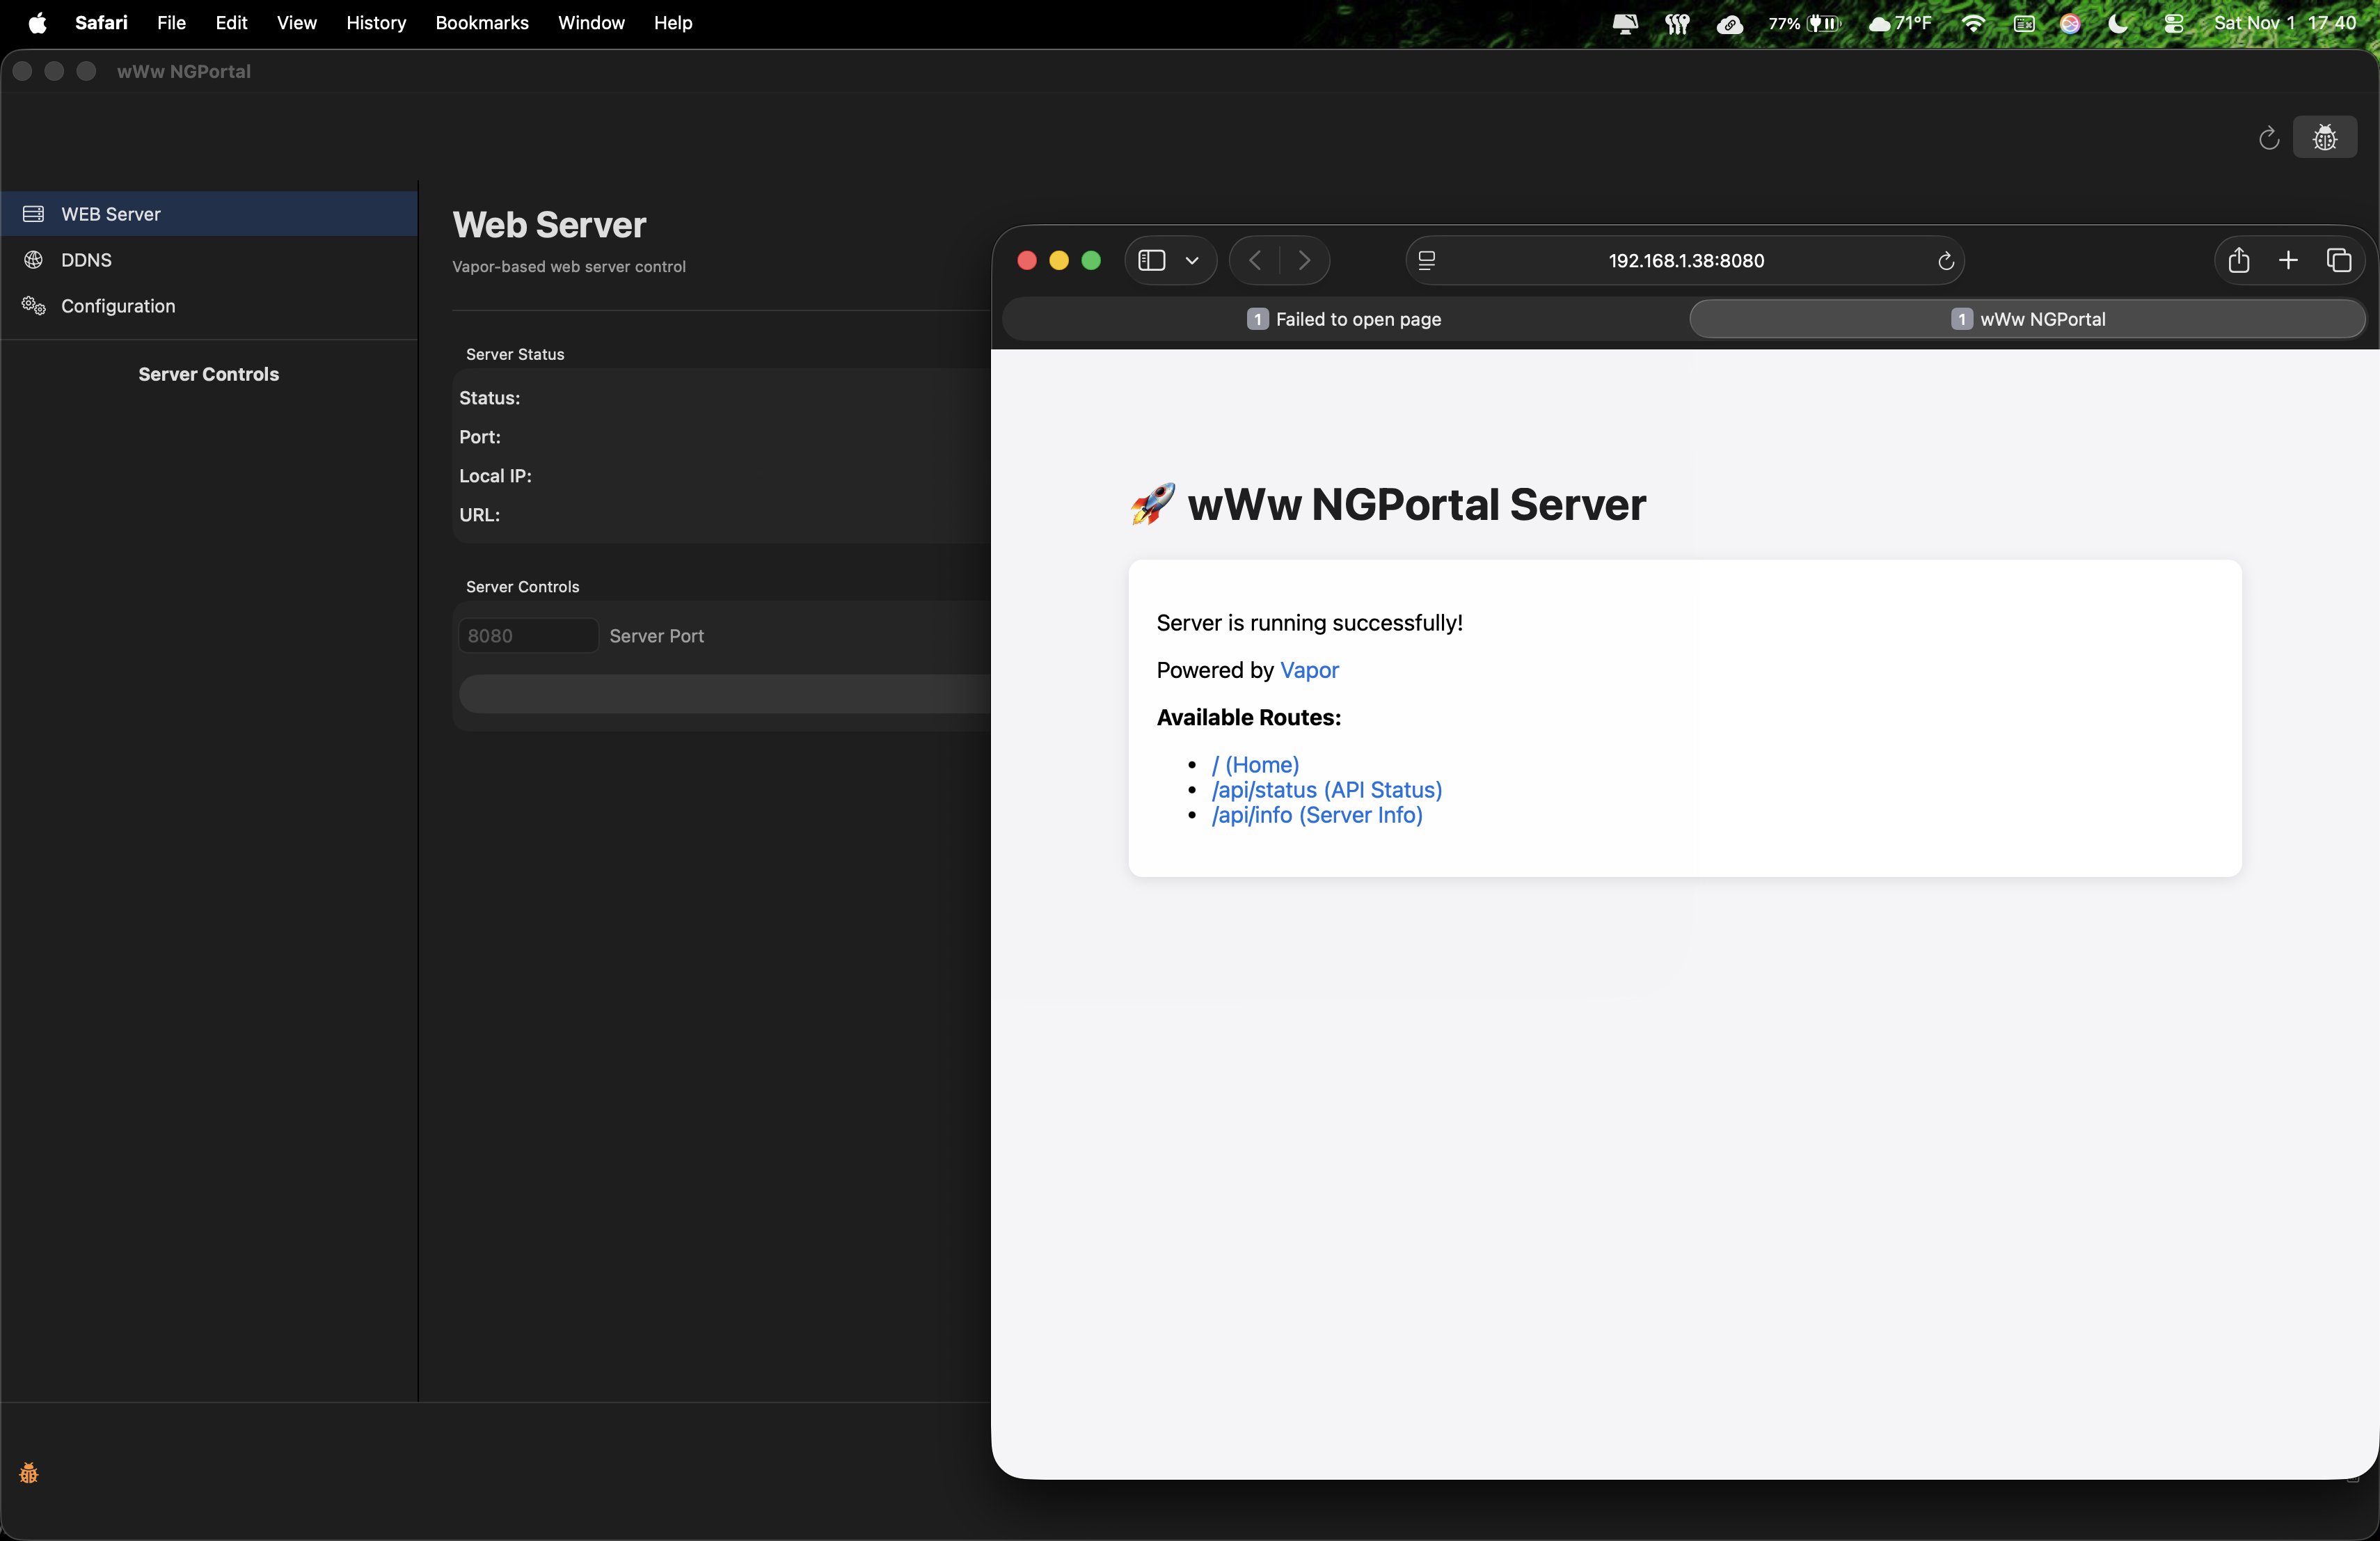 Safari File Edit View History Bookmarks Window Help 77% 71°F Sat Nov 1 17:40
wWw NGPortal
WEB Server
DDNS
Configuration
Server Controls
Web Server
Vapor-based web server control
Server Status
Status:
Port:
Local IP:
URL:
Server Controls
8080 Server Port
192.168.1.38:8080
1 Failed to open page
1 wWw NGPortal
🚀 wWw NGPortal Server
Server is running successfully!
Powered by Vapor
Available Routes:
• / (Home)
• /api/status (API Status)
• /api/info (Server Info)